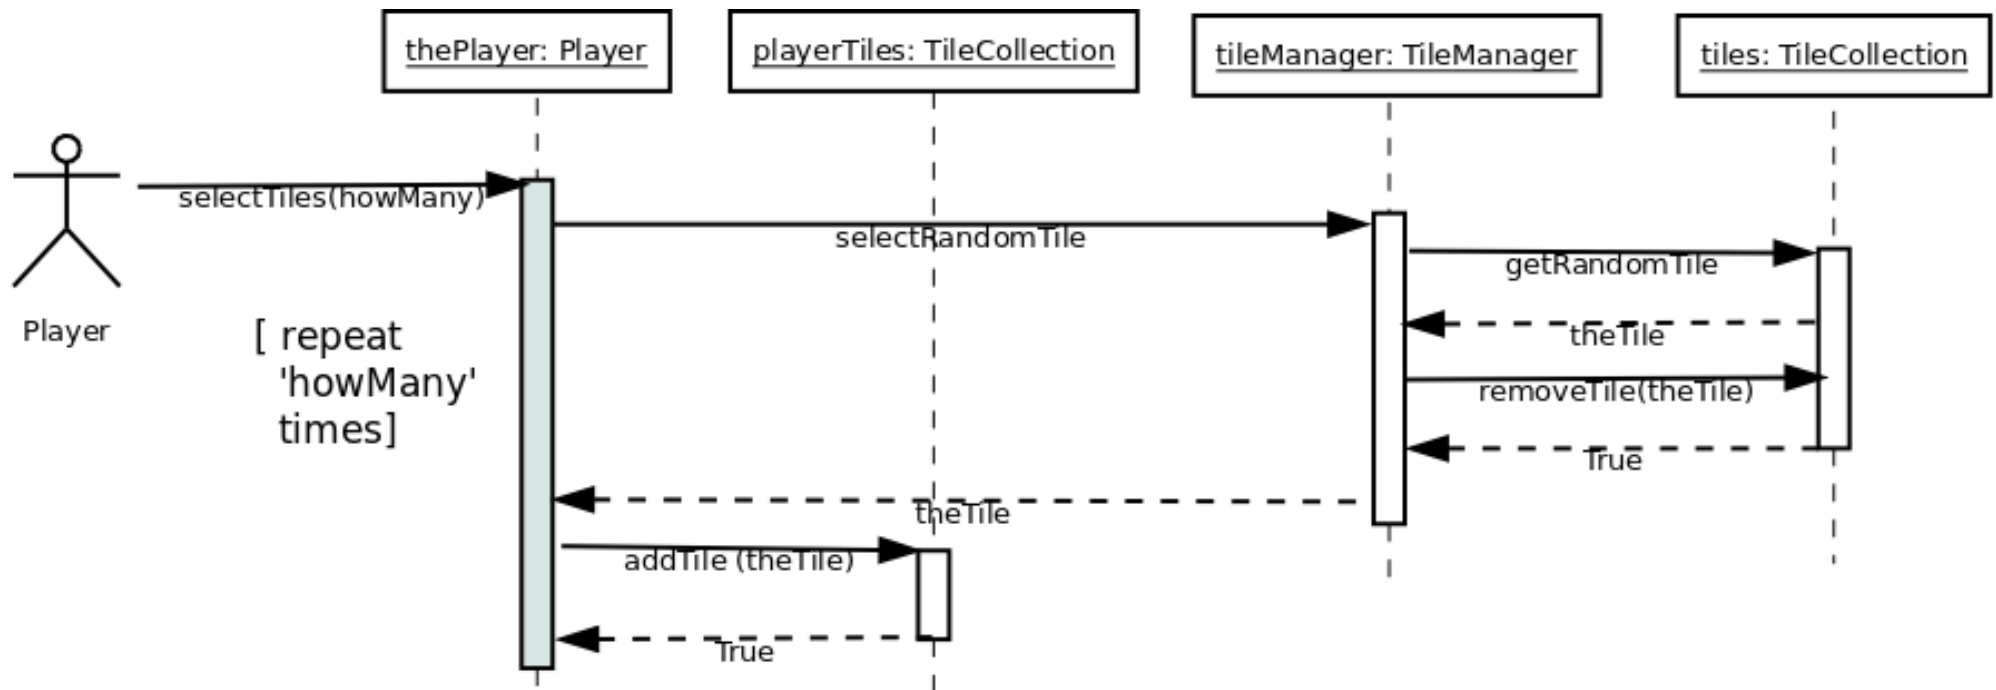 thePlayer: Player
playerTiles: TileCollection
tileManager: TileManager
tiles: TileCollection
selectTiles(howMany)
selectRandomTile
getRandomTile
Player
[ repeat
'howMany'
times]
theTile
removeTile(theTile)
True
theTile
addTile (theTile)
True